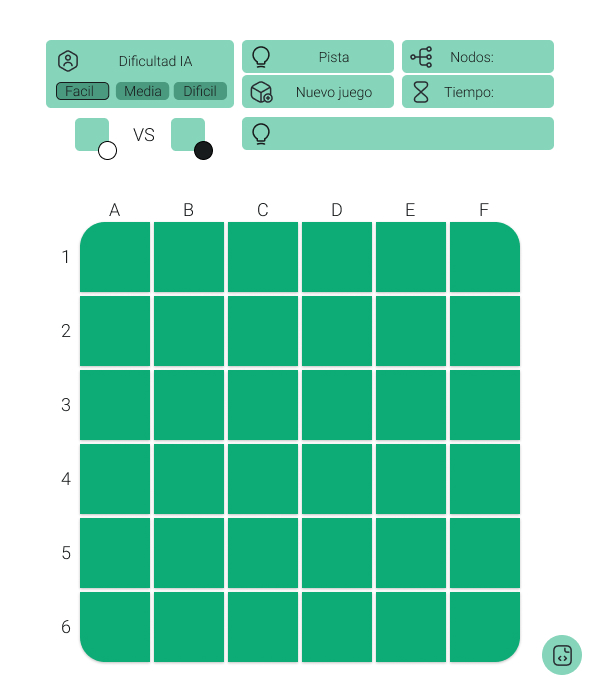 Dificultad IA
Facil Media Dificil
Pista
Nodos:
Nuevo juego
Tiempo:
VS
A B C D E F
1
2
3
4
5
6